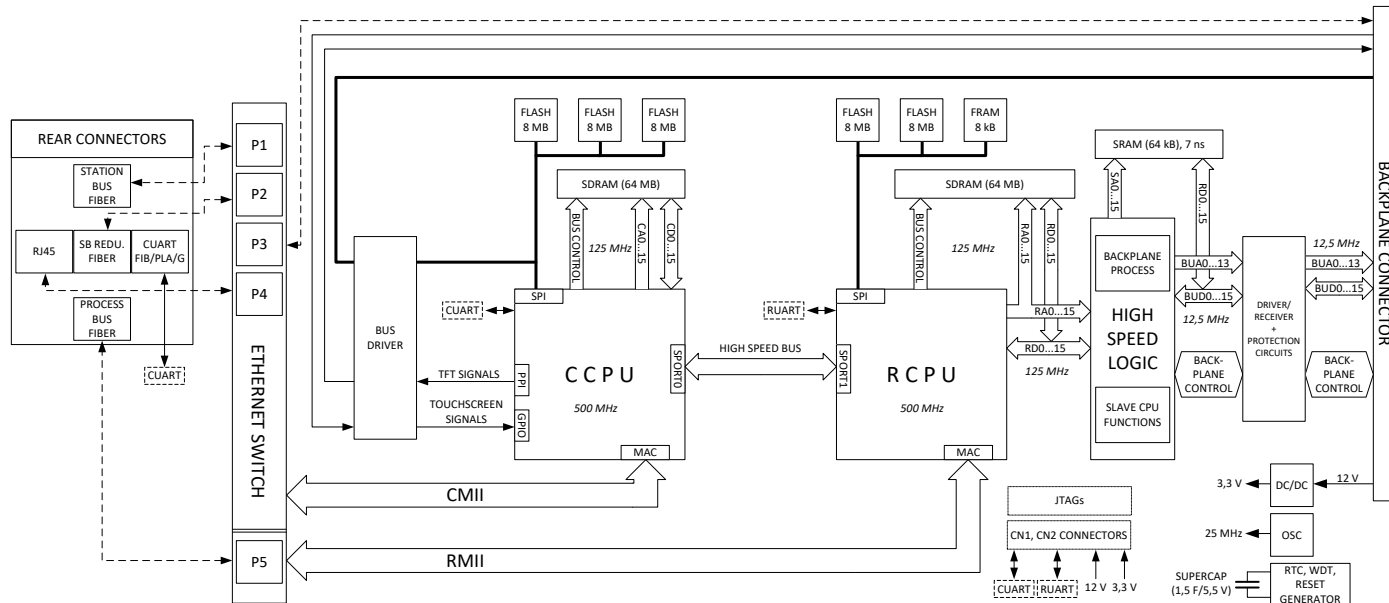 REAR CONNECTORS
STATION
BUS
FIBER
RJ45
SB REDU.
FIBER
CUART
FIB/PLA/G
PROCESS
BUS
FIBER
CUART
P1
P2
P3
P4
ETHERNET SWITCH
P5
BUS
DRIVER
FLASH
8 MB
FLASH
8 MB
FLASH
8 MB
SDRAM (64 MB)
BUS CONTROL
125 MHz
CA0...15
CD0...15
SPI
CUART
TFT SIGNALS
PPI
TOUCHSCREEN
SIGNALS
GPIO
CCPU
500 MHz
SPORT0
MAC
HIGH SPEED BUS
CMII
RMII
FLASH
8 MB
FLASH
8 MB
FRAM
8 kB
SDRAM (64 MB)
BUS CONTROL
125 MHz
RA0...15
RD0...15
SPI
RUART
SPORT1
RCPU
500 MHz
MAC
RA0...15
RD0...15
125 MHz
SRAM (64 kB), 7 ns
SA0...15
RD0...15
BACKPLANE
PROCESS
HIGH
SPEED
LOGIC
SLAVE CPU
FUNCTIONS
BUA0...13
BUD0...15
12,5 MHz
BACK-
PLANE
CONTROL
DRIVER/
RECEIVER
+
PROTECTION
CIRCUITS
12,5 MHz
BUA0...13
BUD0...15
BACK-
PLANE
CONTROL
BACKPLANE CONNECTOR
JTAGs
CN1, CN2 CONNECTORS
CUART
RUART
12 V
3,3 V
3,3 V
DC/DC
12 V
25 MHz
OSC
SUPERCAP
(1,5 F/5,5 V)
RTC, WDT,
RESET
GENERATOR